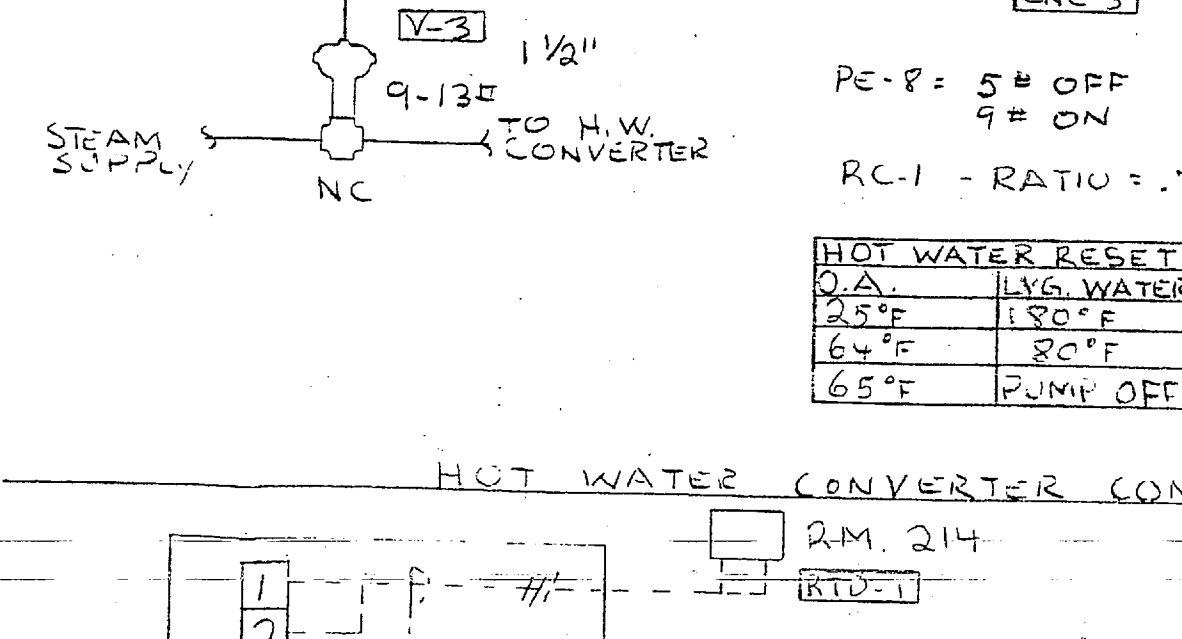 V-3
1 1/2"
9-13#
STEAM
SUPPLY
TO H.W.
CONVERTER
NC
PE-8 = 5 # OFF
9 # ON
RC-1 - RATIO = .
HOT WATER RESET
O.A. LVG. WATER
25°F 180°F
64°F 80°F
65°F PUMP OFF
HOT WATER CONVERTER CON
RM. 214
RTD-1
1
2